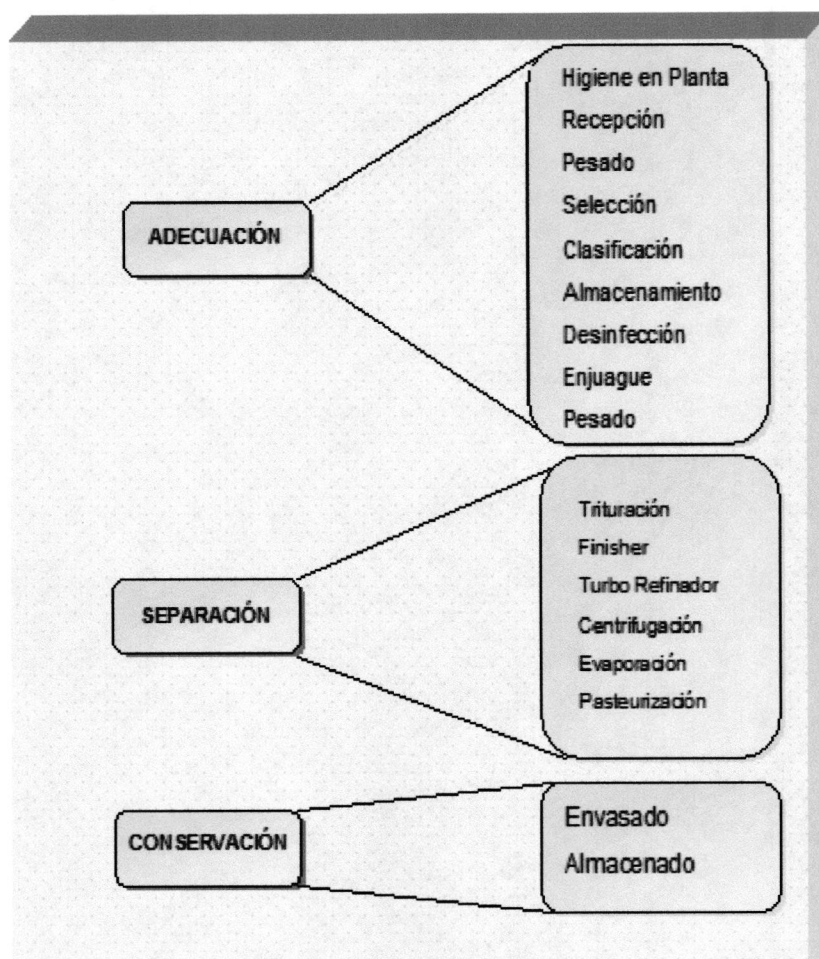 ADECUACIÓN
Higiene en Planta
Recepción
Pesado
Selección
Clasificación
Almacenamiento
Desinfección
Enjuague
Pesado
SEPARACIÓN
Trituración
Finisher
Turbo Refinador
Centrifugación
Evaporación
Pasteurización
CONSERVACIÓN
Envasado
Almacenado